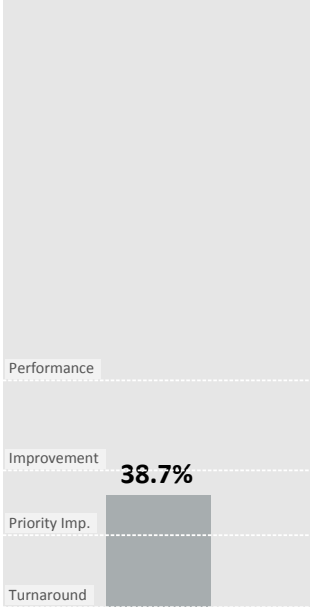 Performance
Improvement
38.7%
Priority Imp.
Turnaround